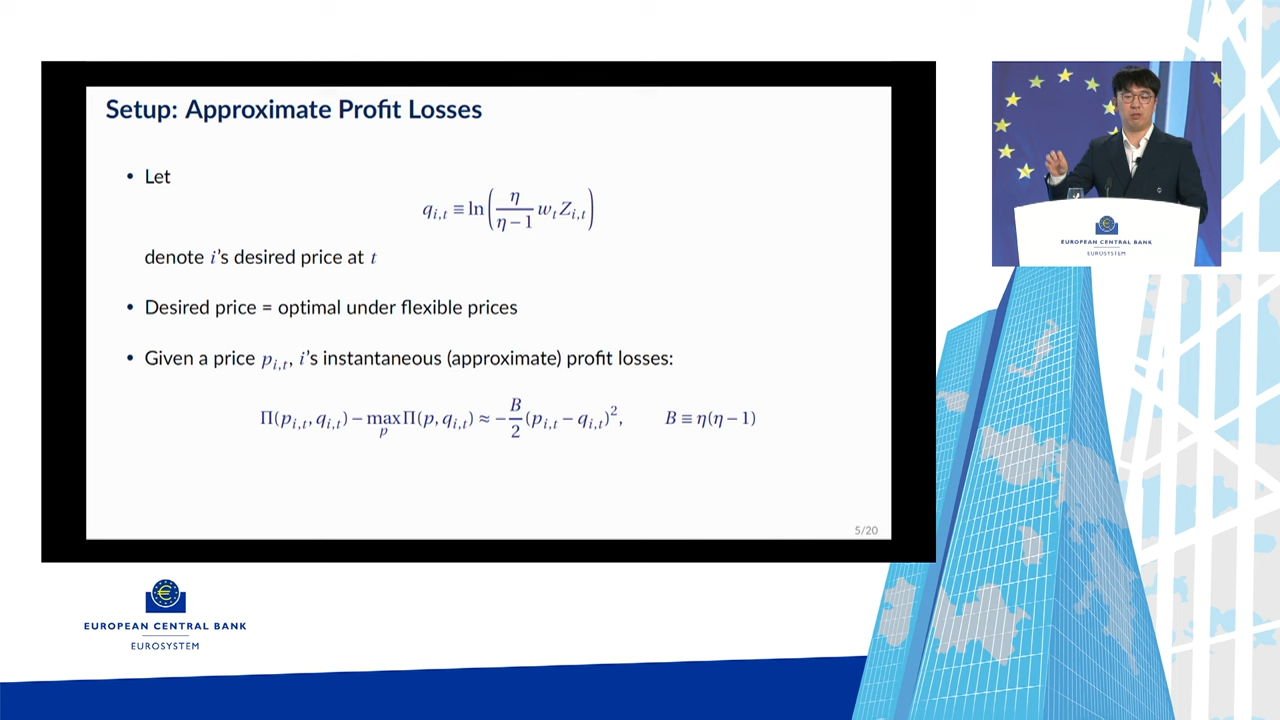 Setup: Approximate Profit Losses
• Let
q_{i,t} ≡ ln(η/(η−1) w_t Z_{i,t})
denote i's desired price at t
• Desired price = optimal under flexible prices
• Given a price p_{i,t}, i's instantaneous (approximate) profit losses:
Π(p_{i,t}, q_{i,t}) − max_p Π(p, q_{i,t}) ≈ −B/2 (p_{i,t} − q_{i,t})², B ≡ η(η−1)
5/20
EUROPEAN CENTRAL BANK
EUROSYSTEM
EUROPEAN CENTRAL BANK
EUROSYSTEM